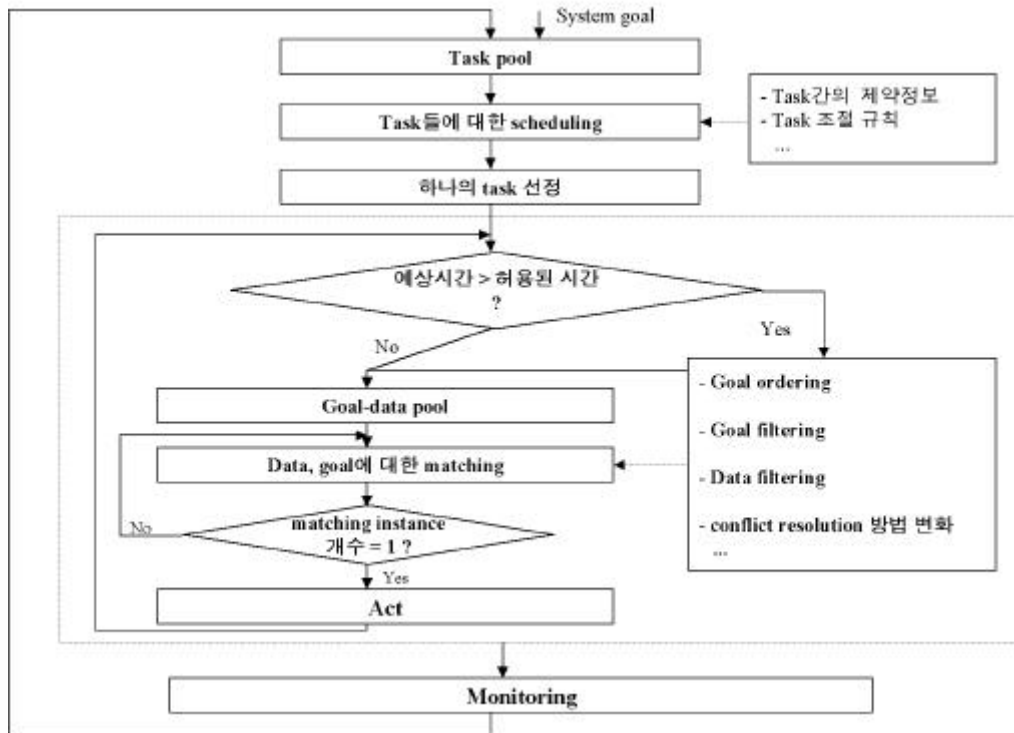 System goal
Task pool
- Task간의 제약정보
- Task 조절 규칙
...
Task들에 대한 scheduling
하나의 task 선정
예상시간 > 허용된 시간
?
Yes
No
- Goal ordering
- Goal filtering
- Data filtering
- conflict resolution 방법 변화
...
Goal-data pool
Data, goal에 대한 matching
No
matching instance
개수 = 1 ?
Yes
Act
Monitoring